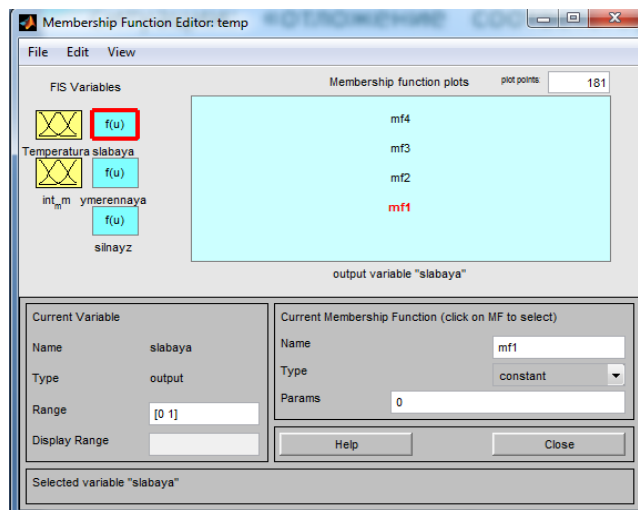 Membership Function Editor: temp
File Edit View
FIS Variables
Membership function plots
plot points
181
f(u)
Temperatura slabaya
f(u)
int_m m ymerennaya
f(u)
silnayz
mf4
mf3
mf2
mf1
output variable "slabaya"
Current Variable
Name slabaya
Type output
Range [0 1]
Display Range
Current Membership Function (click on MF to select)
Name mf1
Type constant
Params 0
Help Close
Selected variable "slabaya"